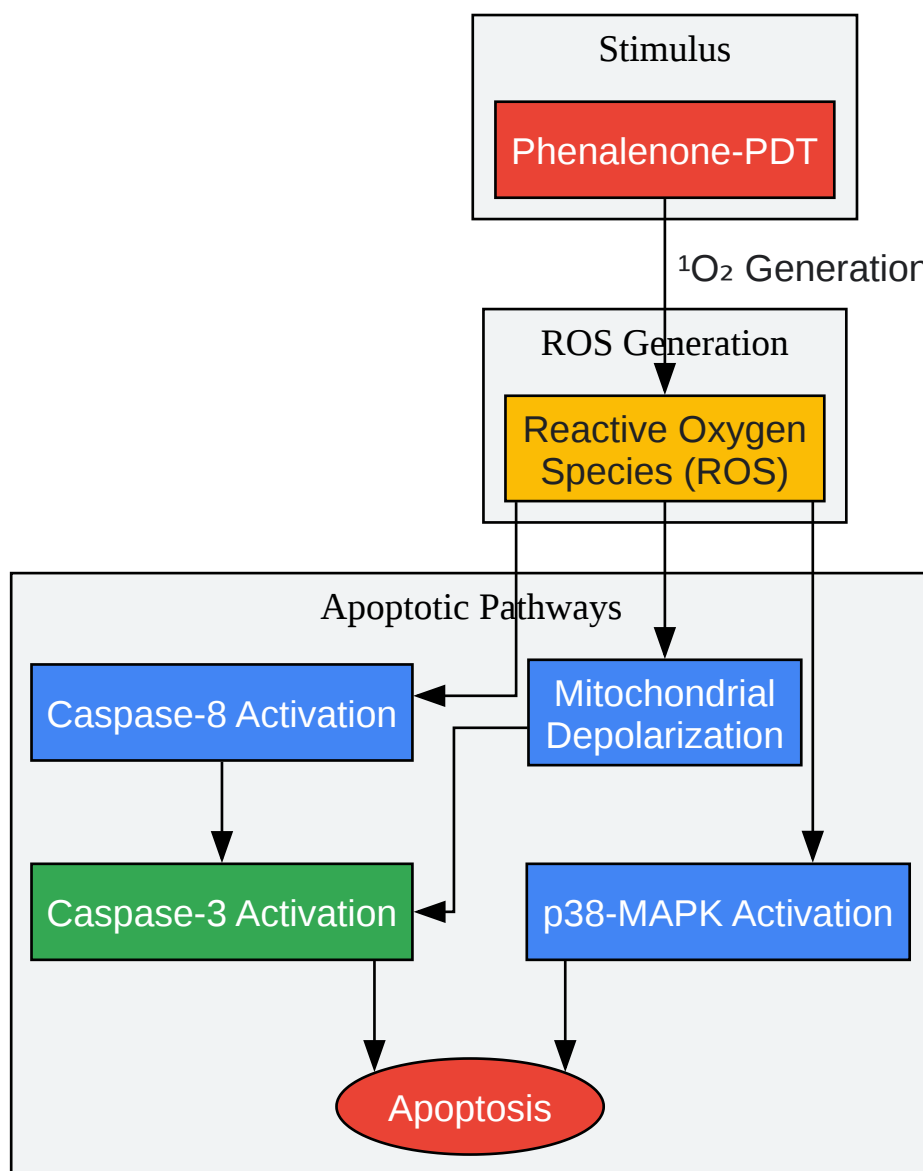 Stimulus
Phenalenone-PDT
¹O₂ Generation
ROS Generation
Reactive Oxygen
Species (ROS)
Apoptotic Pathways
Caspase-8 Activation
Mitochondrial
Depolarization
Caspase-3 Activation
p38-MAPK Activation
Apoptosis